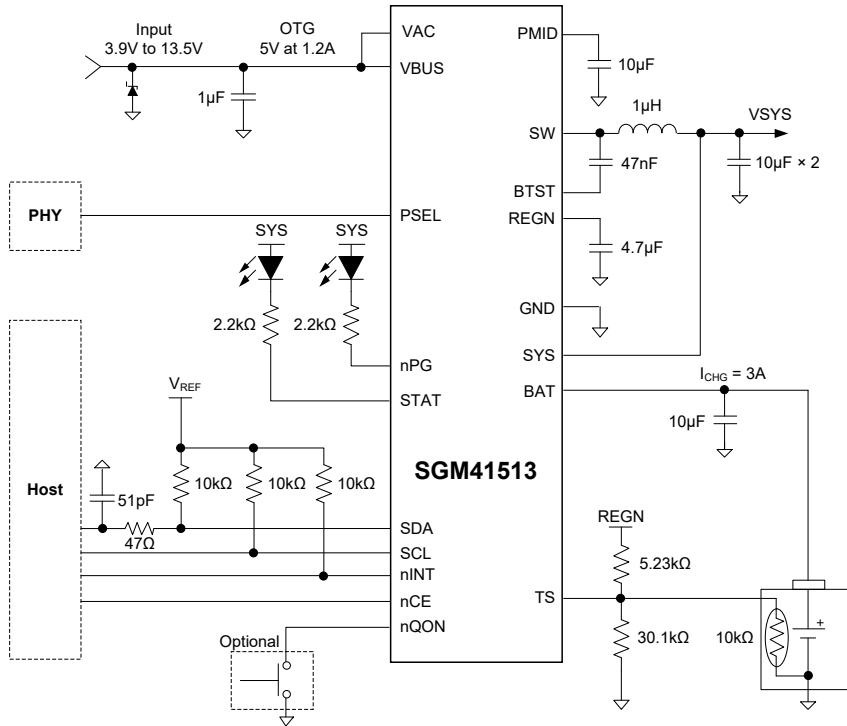 Input
3.9V to 13.5V
OTG
5V at 1.2A
1μF
VAC
VBUS
PMID
10μF
1μH
VSYS
SW
47nF
10μF × 2
BTST
PHY
PSEL
REGN
4.7μF
SYS
SYS
2.2kΩ
2.2kΩ
GND
nPG
SYS
STAT
BAT
I_CHG = 3A
10μF
V_REF
SGM41513
Host
51pF
10kΩ
10kΩ
10kΩ
47Ω
SDA
SCL
nINT
nCE
nQON
Optional
REGN
5.23kΩ
TS
30.1kΩ
10kΩ
+